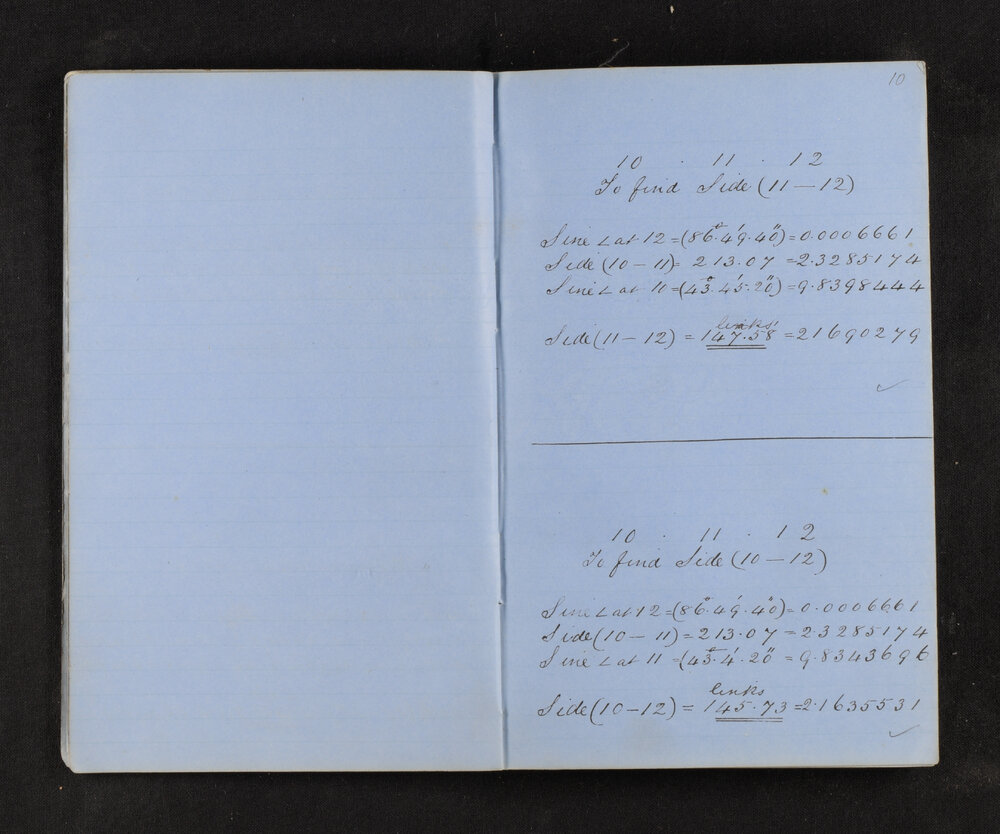 10
10 . 11 . 12
To find Side (11 — 12)
Sine ∠ at 12 = (86°.49'.40") = 0.0006661
Side (10 — 11) = 213.07 = 2.3285174
Sine ∠ at 11 = (43°.45'.20") = 9.8398444
links
Side (11 — 12) = 147.58 = 21690279
10 . 11 . 12
To find Side (10 — 12)
Sine ∠ at 12 = (86°.49'.40") = 0.0006661
Side (10 — 11) = 213.07 = 2.3285174
Sine ∠ at 11 = (43°.4'.20" = 9.8343696
links
Side (10 — 12) = 145.73 = 2.1635531